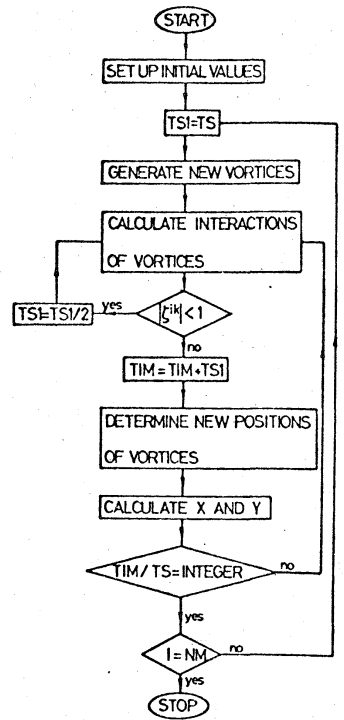 START
SET UP INITIAL VALUES
TS1=TS
GENERATE NEW VORTICES
CALCULATE INTERACTIONS
OF VORTICES
TS1=TS1/2
yes
|ζik|<1
no
TIM=TIM+TS1
DETERMINE NEW POSITIONS
OF VORTICES
CALCULATE X AND Y
TIM/TS=INTEGER
no
yes
I=NM
no
yes
STOP